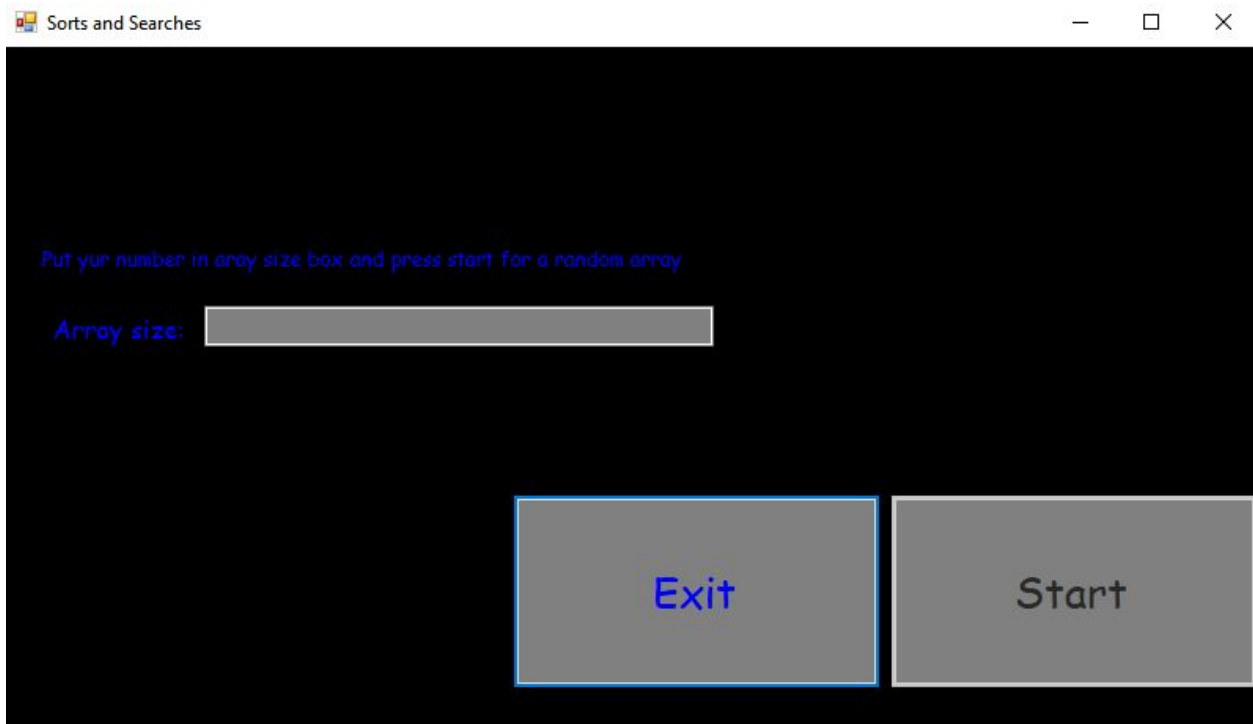 Sorts and Searches
Put yur number in aray size box and press start for a random array
Array size:
Exit
Start